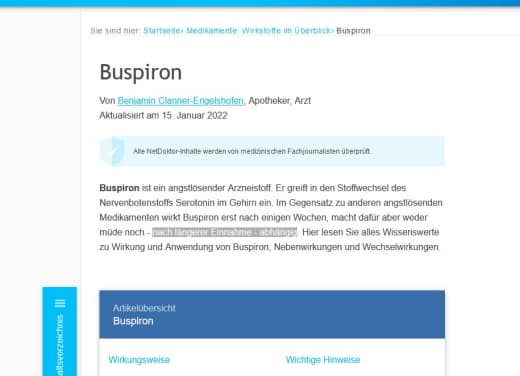 Sie sind hier: Startseite› Medikamente: Wirkstoffe im Überblick› Buspiron
Buspiron
Von Benjamin Clanner-Engelshofen, Apotheker, Arzt
Aktualisiert am 15. Januar 2022
Alle NetDoktor-Inhalte werden von medizinischen Fachjournalisten überprüft.
Buspiron ist ein angstlösender Arzneistoff. Er greift in den Stoffwechsel des
Nervenbotenstoffs Serotonin im Gehirn ein. Im Gegensatz zu anderen angstlösenden
Medikamenten wirkt Buspiron erst nach einigen Wochen, macht dafür aber weder
müde noch - nach längerer Einnahme - abhängig. Hier lesen Sie alles Wissenswerte
zu Wirkung und Anwendung von Buspiron, Nebenwirkungen und Wechselwirkungen.
Artikelübersicht
Buspiron
Wirkungsweise
Wichtige Hinweise